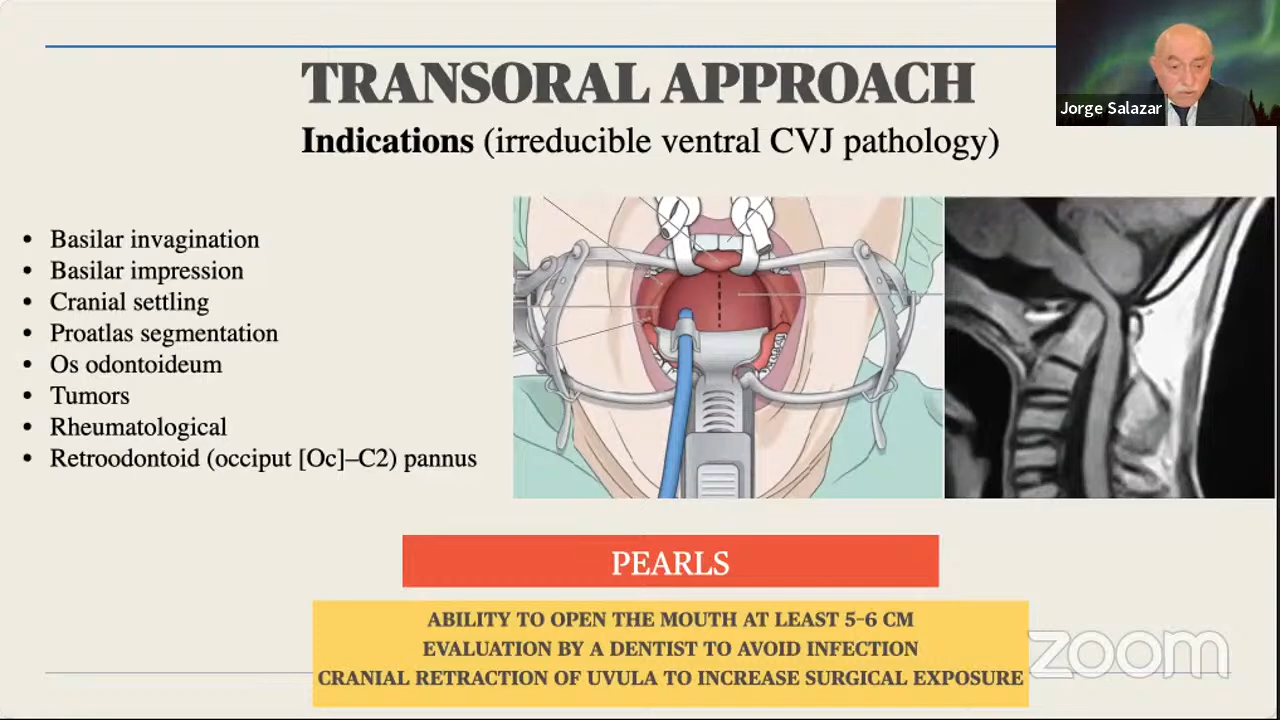 TRANSORAL APPROACH
Jorge Salazar
Indications (irreducible ventral CVJ pathology)
• Basilar invagination
• Basilar impression
• Cranial settling
• Proatlas segmentation
• Os odontoideum
• Tumors
• Rheumatological
• Retroodontoid (occiput [Oc]–C2) pannus
PEARLS
ABILITY TO OPEN THE MOUTH AT LEAST 5-6 CM
EVALUATION BY A DENTIST TO AVOID INFECTION
CRANIAL RETRACTION OF UVULA TO INCREASE SURGICAL EXPOSURE
zoom